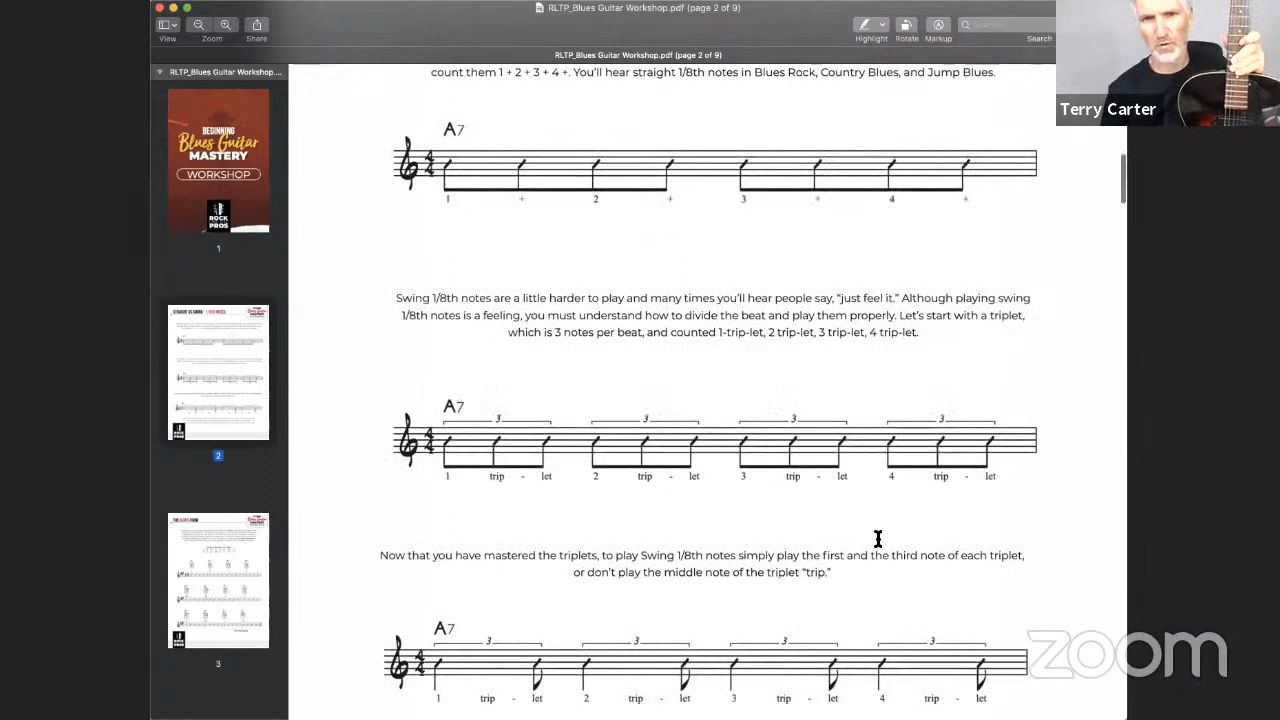 RLTP_Blues Guitar Workshop.pdf (page 2 of 9)
View
Zoom
Share
Highlight
Rotate
Markup
Search
Search
RLTP_Blues Guitar Workshop.pdf (page 2 of 9)
RLTP_Blues Guitar Workshop....
Terry Carter
BEGINNING
Blues Guitar
MASTERY
WORKSHOP
ROCK
PROS
1
2
3
count them 1 + 2 + 3 + 4 +. You'll hear straight 1/8th notes in Blues Rock, Country Blues, and Jump Blues.
A7
1 + 2 + 3 + 4 +
Swing 1/8th notes are a little harder to play and many times you'll hear people say, "just feel it." Although playing swing
1/8th notes is a feeling, you must understand how to divide the beat and play them properly. Let's start with a triplet,
which is 3 notes per beat, and counted 1-trip-let, 2 trip-let, 3 trip-let, 4 trip-let.
A7
3 3 3 3
1 trip - let 2 trip - let 3 trip - let 4 trip - let
Now that you have mastered the triplets, to play Swing 1/8th notes simply play the first and the third note of each triplet,
or don't play the middle note of the triplet "trip."
A7
3 3 3 3
1 trip - let 2 trip - let 3 trip - let 4 trip - let
zoom